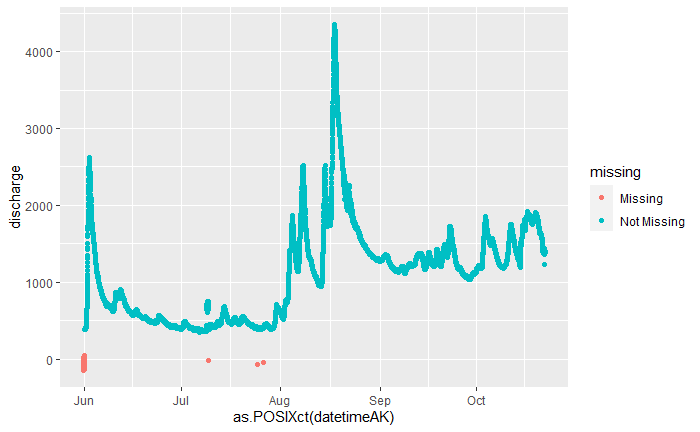 4000
3000
2000
1000
0
discharge
Jun
Jul
Aug
Sep
Oct
as.POSIXct(datetimeAK)
missing
Missing
Not Missing